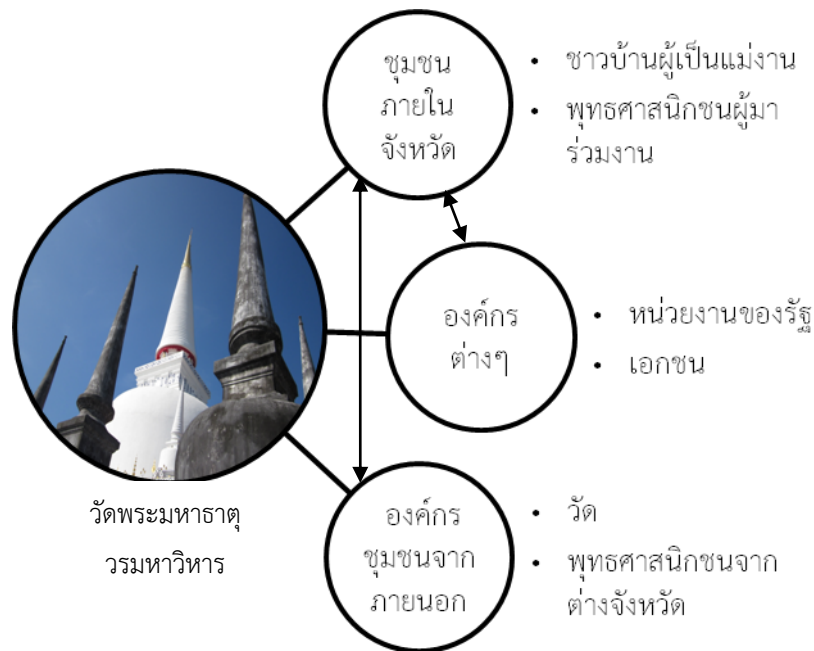 ชุมชน
ภายใน
จังหวัด
• ชาวบ้านผู้เป็นแม่งาน
• พุทธศาสนิกชนผู้มา
ร่วมงาน
องค์กร
ต่างๆ
• หน่วยงานของรัฐ
• เอกชน
วัดพระมหาธาตุ
วรมหาวิหาร
องค์กร
ชุมชนจาก
ภายนอก
• วัด
• พุทธศาสนิกชนจาก
ต่างจังหวัด